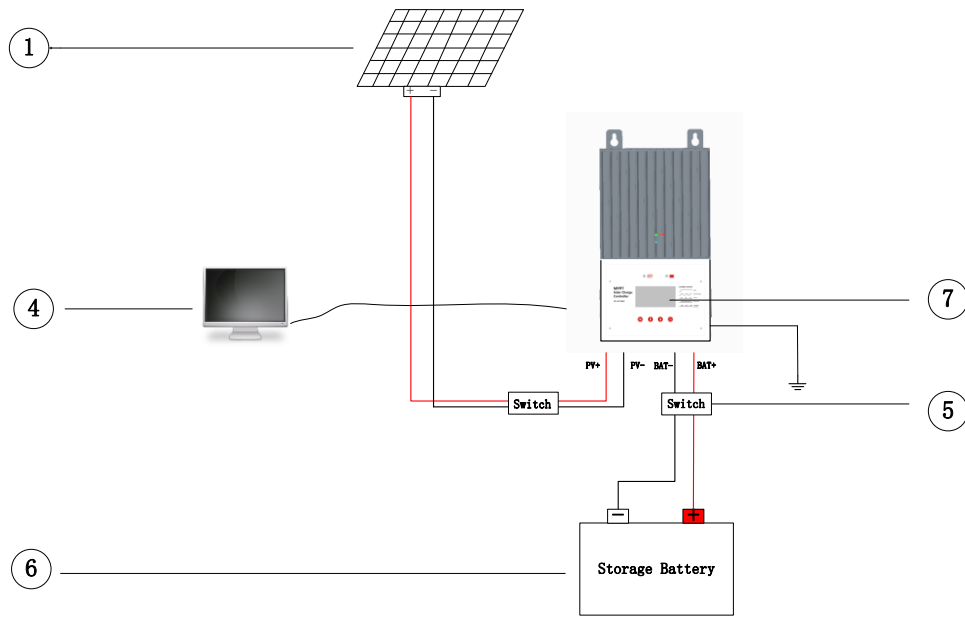 1
+ −
4
MPPT
Solar Charge
Controller
7
PV+ PV- BAT- BAT+
Switch
Switch
5
− +
6
Storage Battery